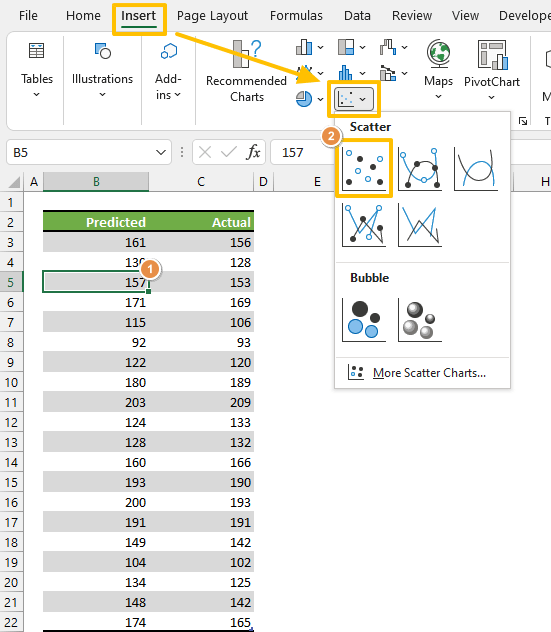 File Home Insert Page Layout Formulas Data Review View Develope
Tables Illustrations Add-ins Recommended Charts Maps PivotChart
2 Scatter
B5 fx 157
A B C D E H
1
2 Predicted Actual
3 161 156
4 130 128
1
5 157 153
6 171 169
7 115 106
8 92 93
9 122 120
10 180 189
11 203 209
12 124 133
13 128 132
14 160 166
15 193 190
16 200 193
17 191 191
18 149 142
19 104 102
20 134 125
21 148 142
22 174 165
Bubble
More Scatter Charts...